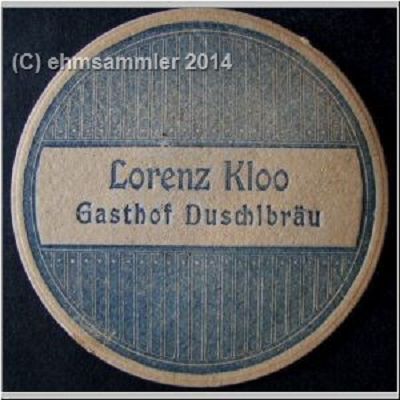 (C) ehmsammler 2014
Lorenz Kloo
Gasthof Duschlbräu